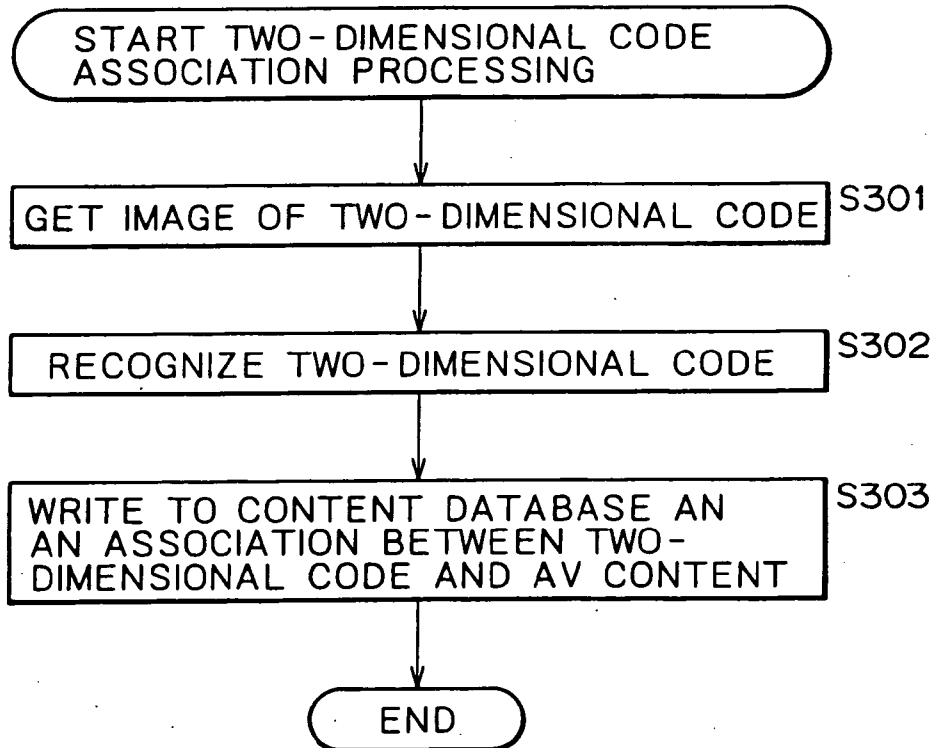 START TWO-DIMENSIONAL CODE
ASSOCIATION PROCESSING
GET IMAGE OF TWO-DIMENSIONAL CODE
S301
RECOGNIZE TWO-DIMENSIONAL CODE
S302
WRITE TO CONTENT DATABASE AN
AN ASSOCIATION BETWEEN TWO-
DIMENSIONAL CODE AND AV CONTENT
S303
END